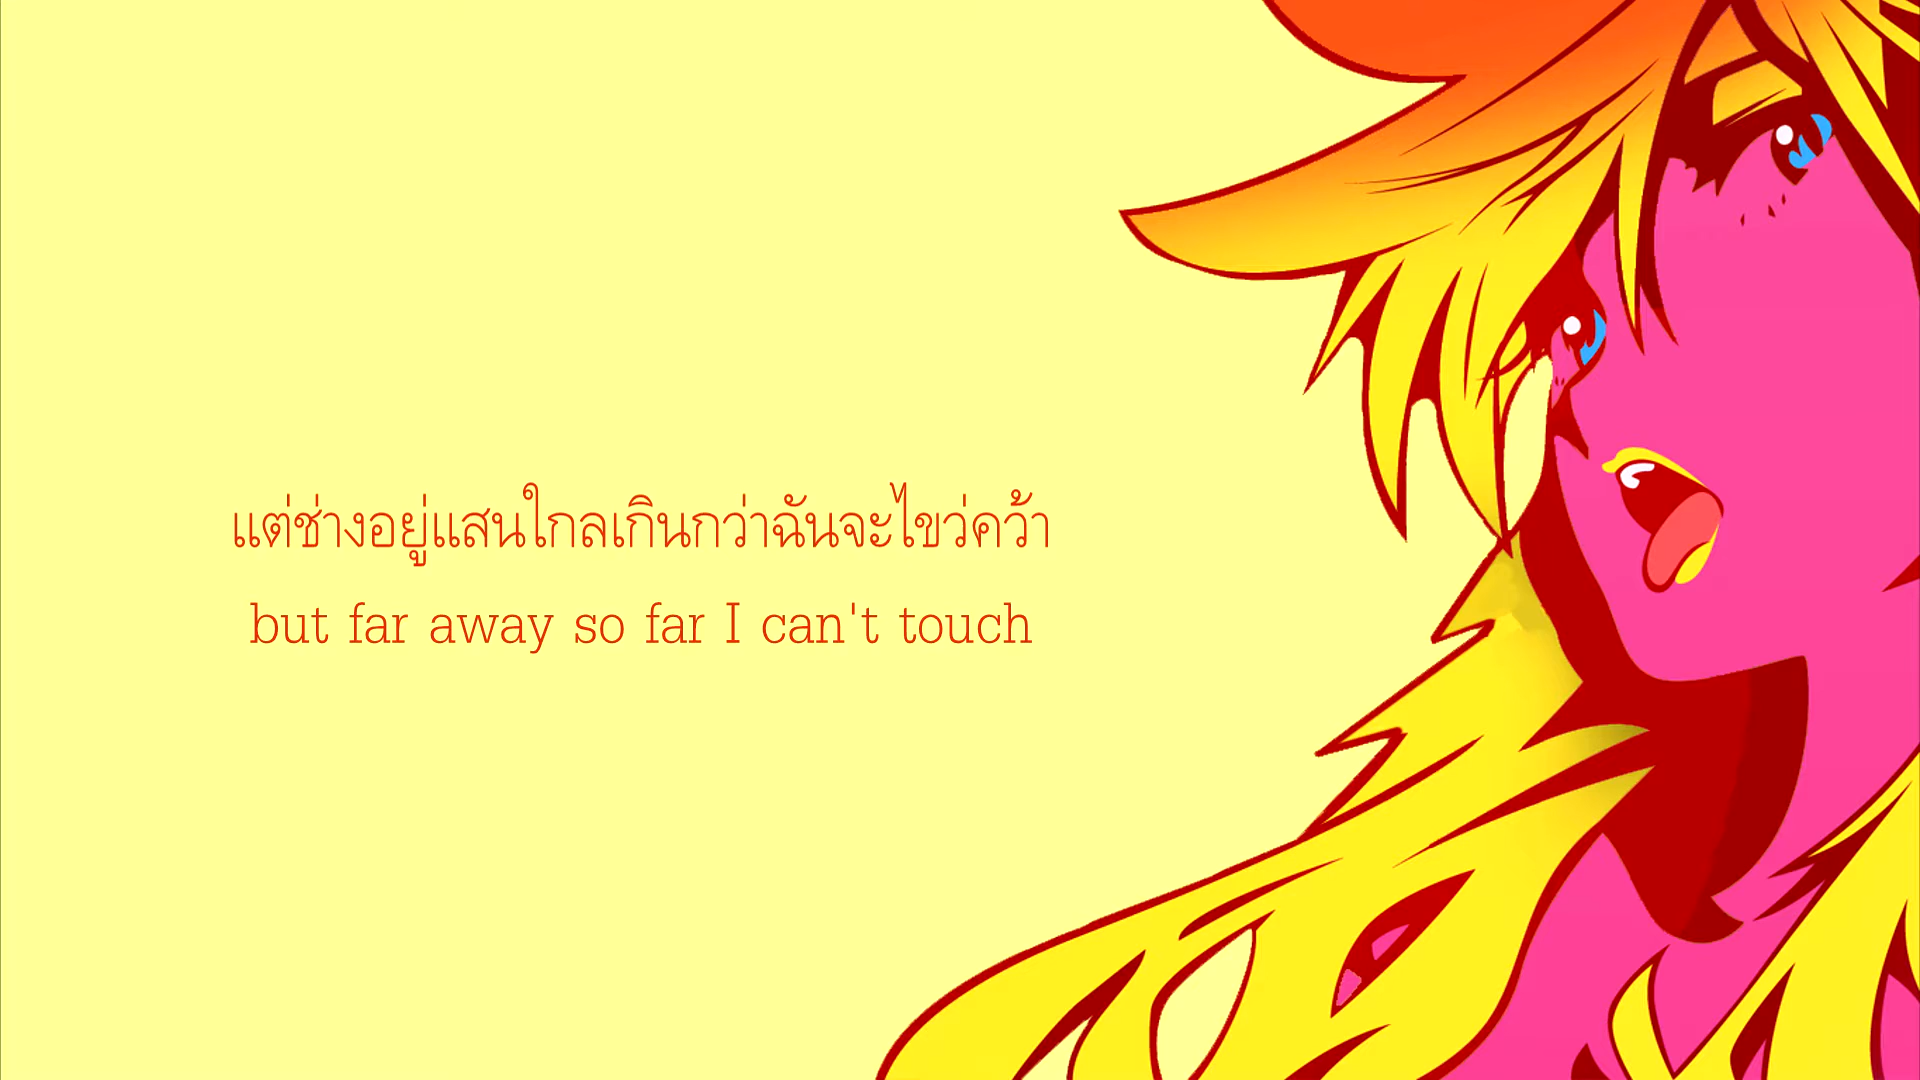 แต่ช่างอยู่แสนใกลเกินกว่าฉันจะไขว่คว้า
but far away so far I can't touch